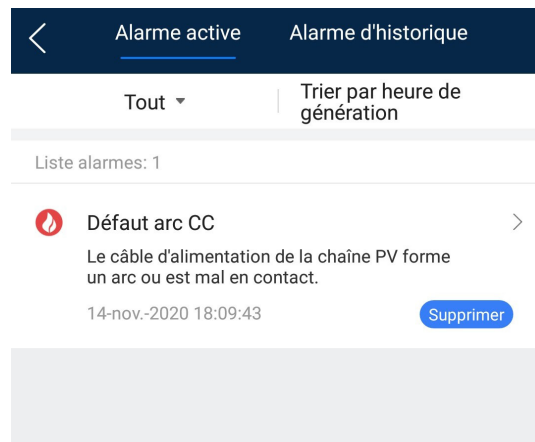 Alarme active Alarme d'historique
Tout Trier par heure de
génération
Liste alarmes: 1
Défaut arc CC
Le câble d'alimentation de la chaîne PV forme
un arc ou est mal en contact.
14-nov.-2020 18:09:43 Supprimer